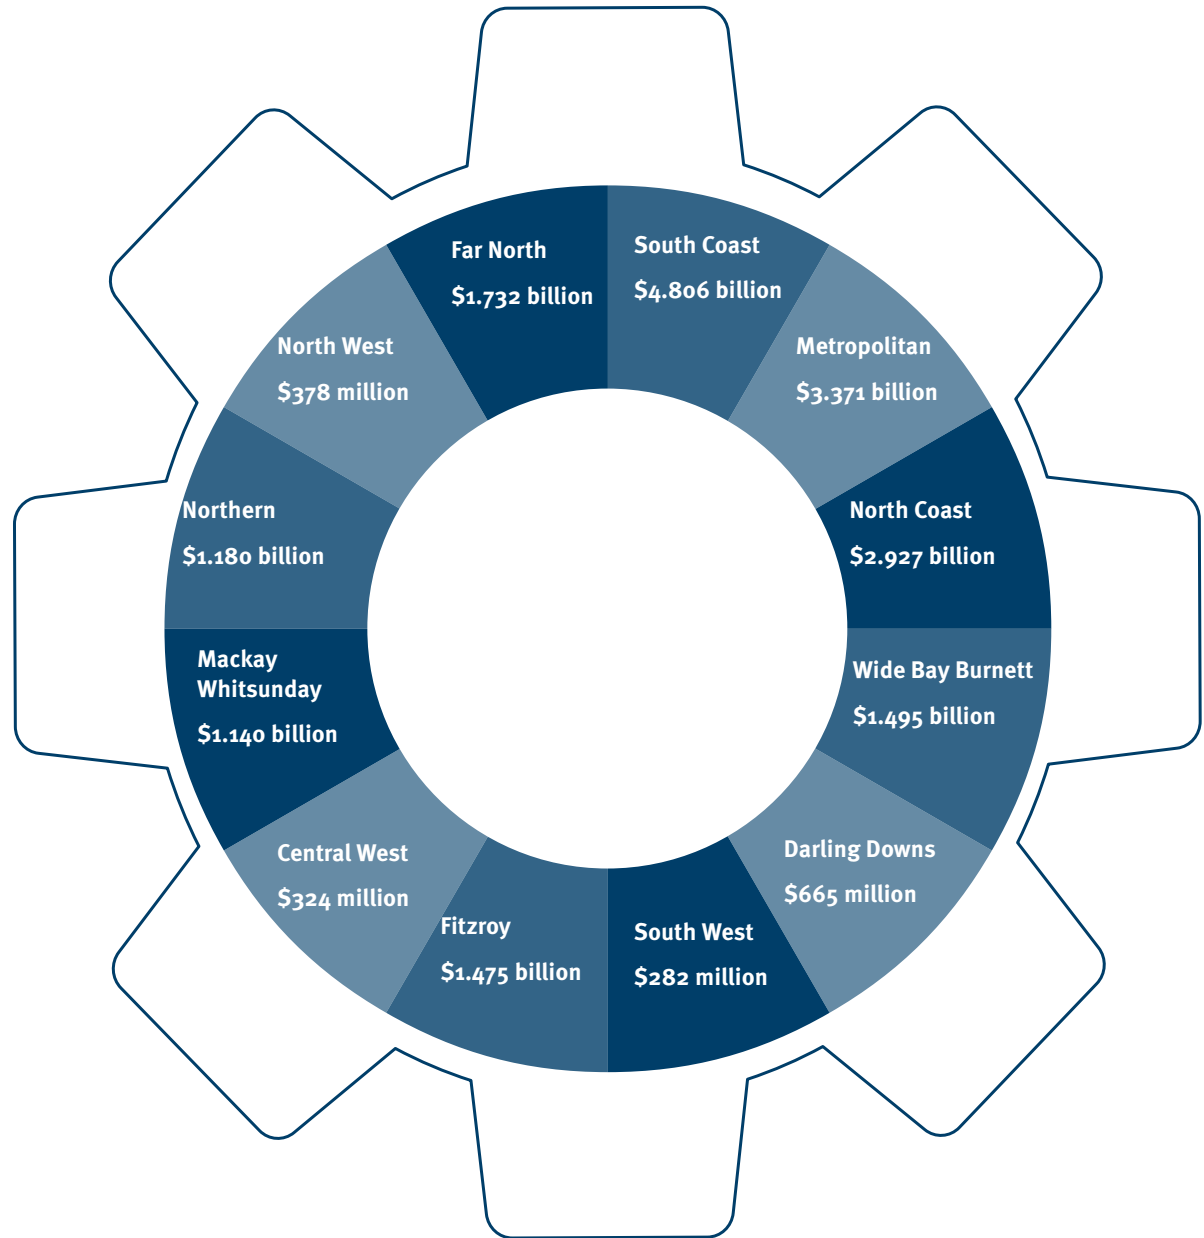 Far North
$1.732 billion
South Coast
$4.806 billion
North West
$378 million
Metropolitan
$3.371 billion
Northern
$1.180 billion
North Coast
$2.927 billion
Mackay
Whitsunday
$1.140 billion
Wide Bay Burnett
$1.495 billion
Central West
$324 million
Darling Downs
$665 million
Fitzroy
$1.475 billion
South West
$282 million